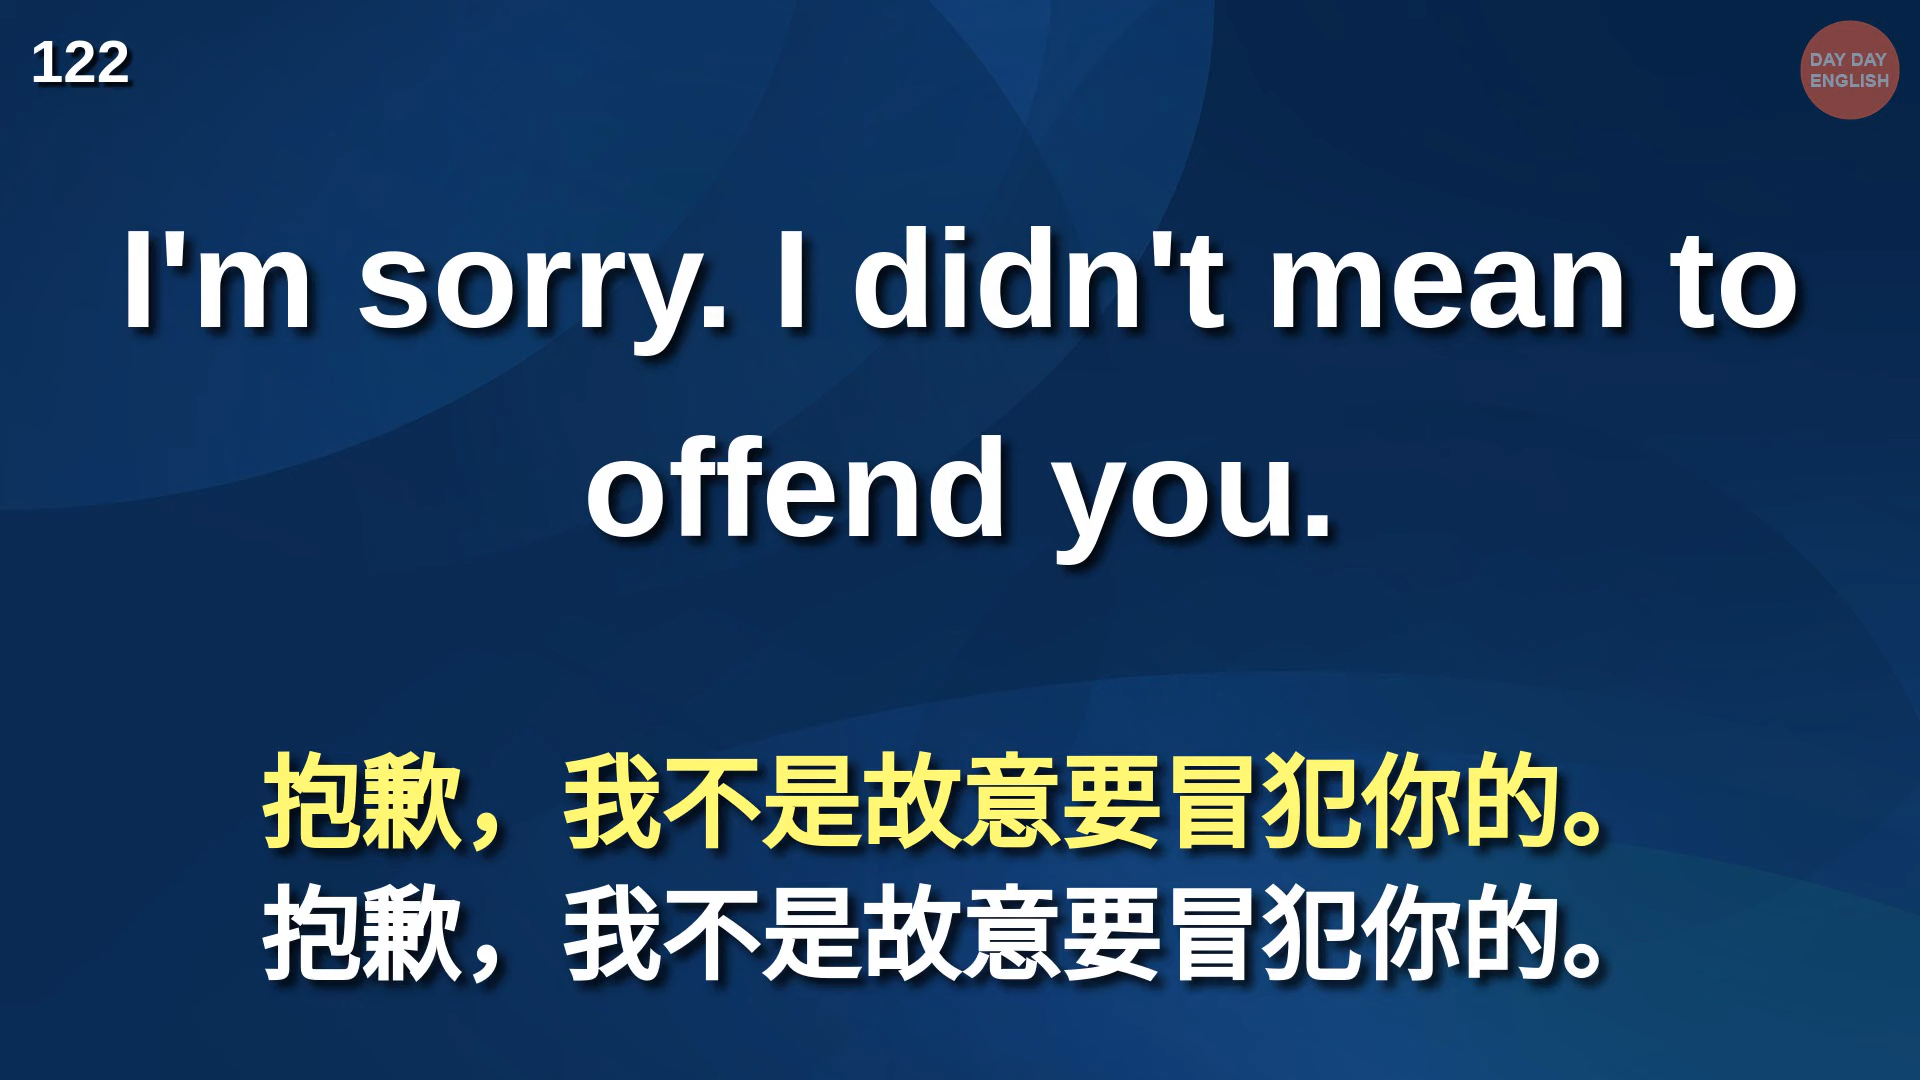 122
DAY DAY
ENGLISH
I'm sorry. I didn't mean to
offend you.
抱歉，我不是故意要冒犯你的。
抱歉，我不是故意要冒犯你的。